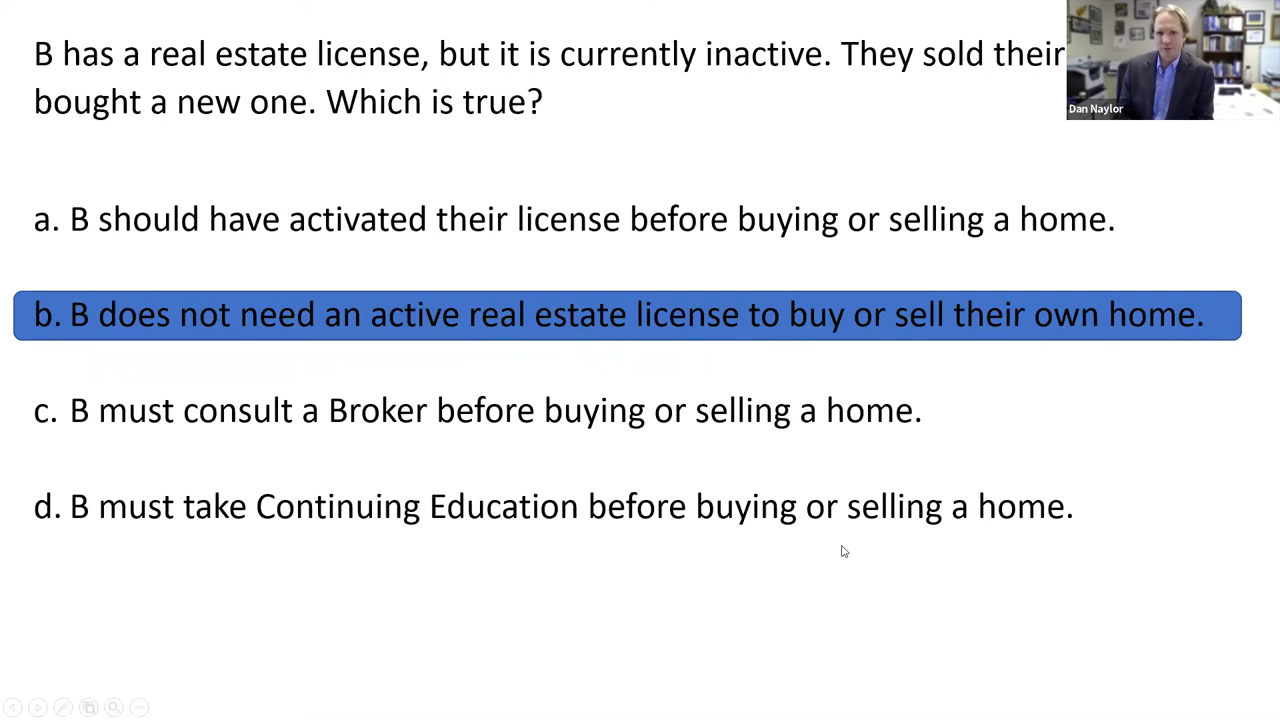 B has a real estate license, but it is currently inactive. They sold their
bought a new one. Which is true?
Dan Naylor
a. B should have activated their license before buying or selling a home.
b. B does not need an active real estate license to buy or sell their own home.
c. B must consult a Broker before buying or selling a home.
d. B must take Continuing Education before buying or selling a home.